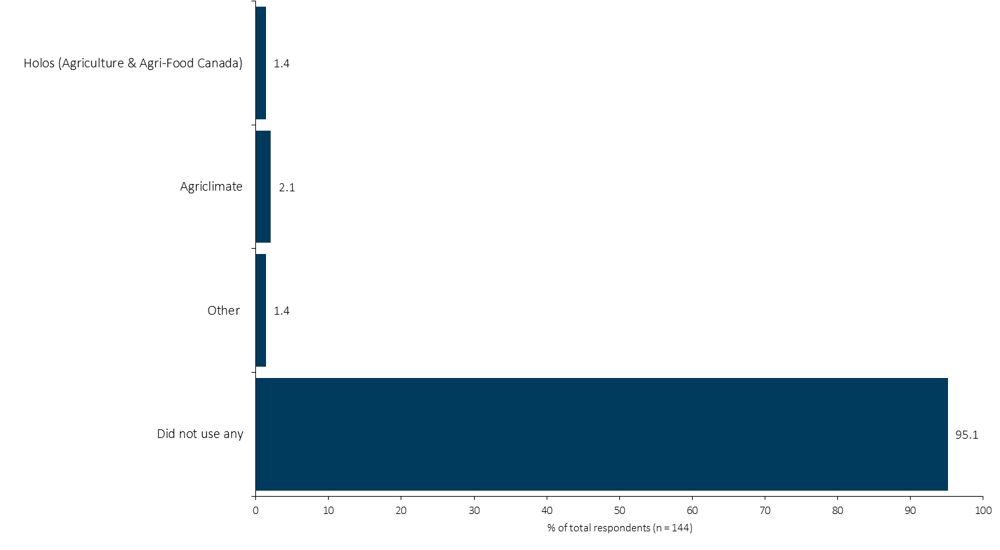 Holos (Agriculture & Agri-Food Canada) 1.4
Agriclimate 2.1
Other 1.4
Did not use any 95.1
0 10 20 30 40 50 60 70 80 90 100
% of total respondents (n = 144)